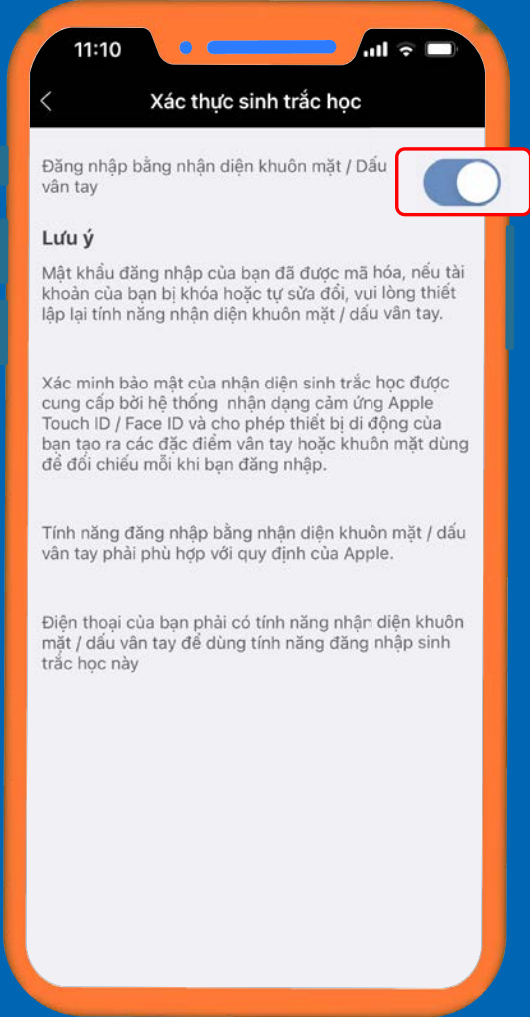 11:10
Xác thực sinh trắc học
Đăng nhập bằng nhận diện khuôn mặt / Dấu
vân tay
Lưu ý
Mật khẩu đăng nhập của bạn đã được mã hóa, nếu tài
khoản của bạn bị khóa hoặc tự sửa đổi, vui lòng thiết
lập lại tính năng nhận diện khuôn mặt / dấu vân tay.
Xác minh bảo mật của nhận diện sinh trắc học được
cung cấp bởi hệ thống nhận dạng cảm ứng Apple
Touch ID / Face ID và cho phép thiết bị di động của
bạn tạo ra các đặc điểm vân tay hoặc khuôn mặt dùng
để đối chiếu mỗi khi bạn đăng nhập.
Tính năng đăng nhập bằng nhận diện khuôn mặt / dấu
vân tay phải phù hợp với quy định của Apple.
Điện thoại của bạn phải có tính năng nhận diện khuôn
mặt / dấu vân tay để dùng tính năng đăng nhập sinh
trắc học này